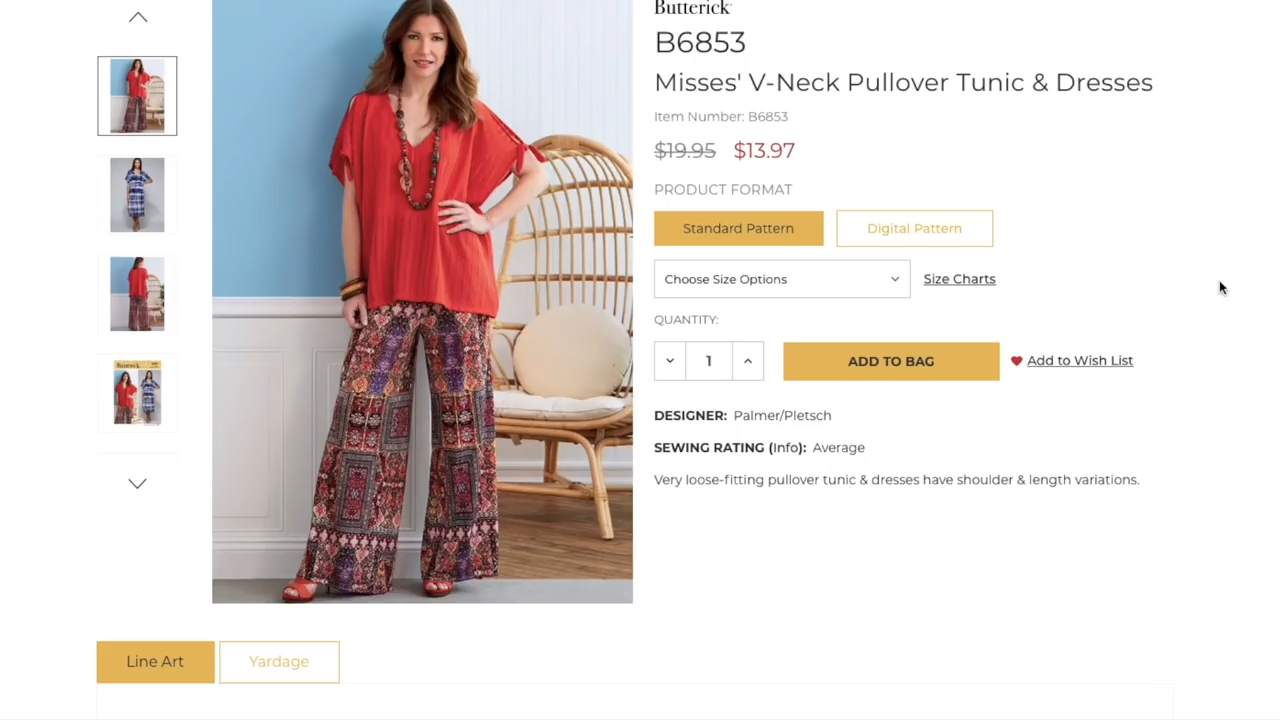 Butterick
B6853
Misses' V-Neck Pullover Tunic & Dresses
Item Number: B6853
$19.95 $13.97
PRODUCT FORMAT
Standard Pattern Digital Pattern
Choose Size Options Size Charts
QUANTITY:
1 ADD TO BAG Add to Wish List
DESIGNER: Palmer/Pletsch
SEWING RATING (Info): Average
Very loose-fitting pullover tunic & dresses have shoulder & length variations.
Butterick
Line Art Yardage